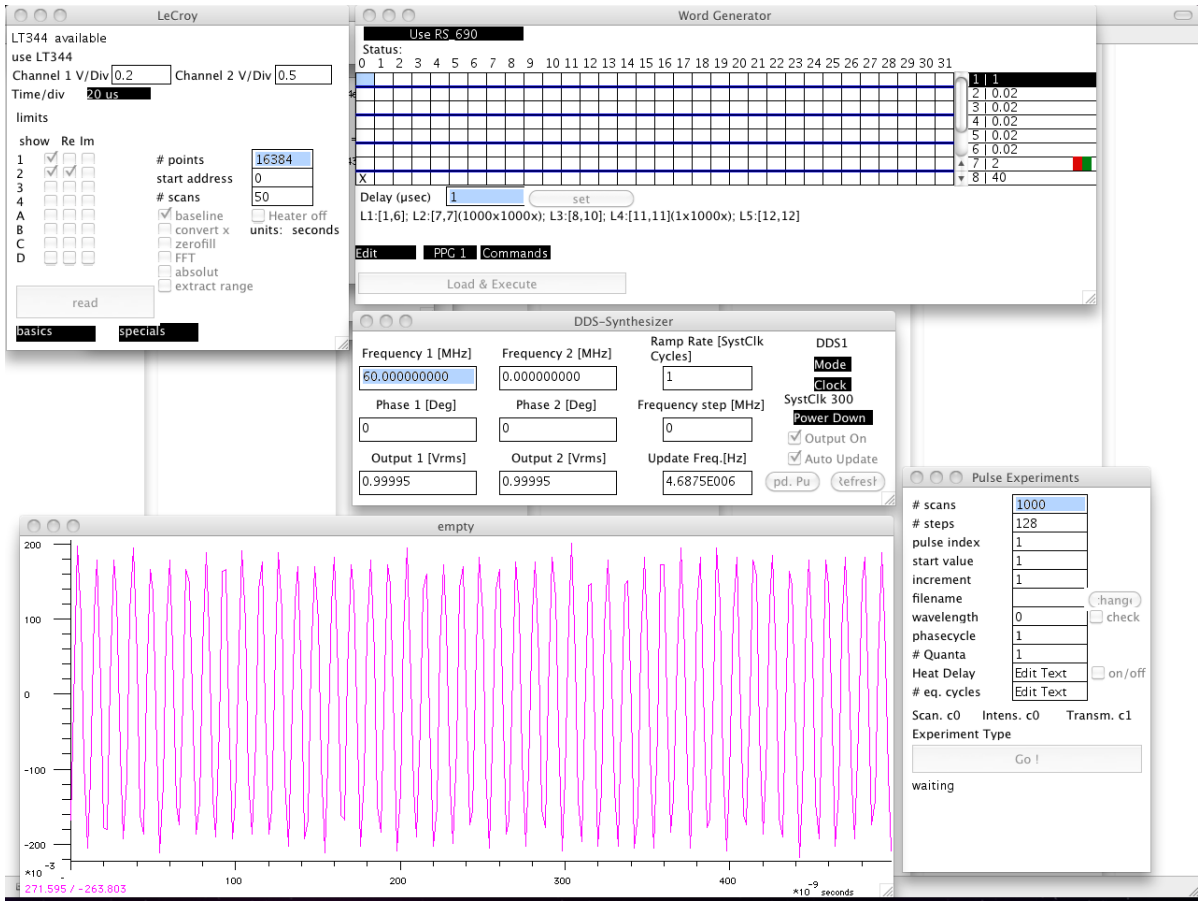 LeCroy
LT344 available
use LT344
Channel 1 V/Div 0.2 Channel 2 V/Div 0.5
Time/div 20 us
limits
show Re Im
1
2
3
4
A
B
C
D
# points 16384
start address 0
# scans 50
baseline Heater off
convert x units: seconds
zerofill
FFT
absolut
extract range
read
basics specials
Word Generator
Use RS_690
Status:
0 1 2 3 4 5 6 7 8 9 10 11 12 13 14 15 16 17 18 19 20 21 22 23 24 25 26 27 28 29 30 31
1 | 1
2 | 0.02
3 | 0.02
4 | 0.02
5 | 0.02
6 | 0.02
7 | 2
X 8 | 40
Delay (µsec) 1 set
L1:[1,6]; L2:[7,7](1000x1000x); L3:[8,10]; L4:[11,11](1x1000x); L5:[12,12]
Edit PPG 1 Commands
Load & Execute
DDS-Synthesizer
Frequency 1 [MHz] Frequency 2 [MHz] Ramp Rate [SystClk Cycles] DDS1
60.000000000 0.000000000 1 Mode
Clock
SystClk 300
Phase 1 [Deg] Phase 2 [Deg] Frequency step [MHz] Power Down
0 0 0 Output On
Output 1 [Vrms] Output 2 [Vrms] Update Freq.[Hz] Auto Update
0.99995 0.99995 4.6875E006 pd. Pu Refresh
Pulse Experiments
# scans 1000
# steps 128
pulse index 1
start value 1
increment 1
filename
wavelength 0 check
phasecycle 1
# Quanta 1
Heat Delay Edit Text on/off
# eq. cycles Edit Text
Scan. c0 Intens. c0 Transm. c1
Experiment Type
Go !
waiting
empty
200
100
0
-100
-200
*10 -3
100 200 300 400
*10 -9 seconds
271.595 / -263.803